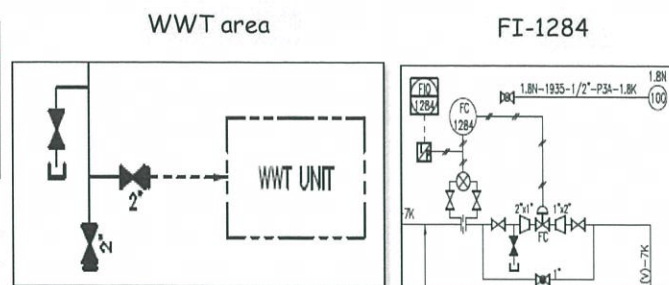 WWT area
2"
WWT UNIT
2"
FI-1284
1.8N
1.8N-1935-1/2"-P3A-1.8K
100
FIQ
1284
FC
1284
7K
2"x1"
1"x2"
FC
1"
(V)-7K